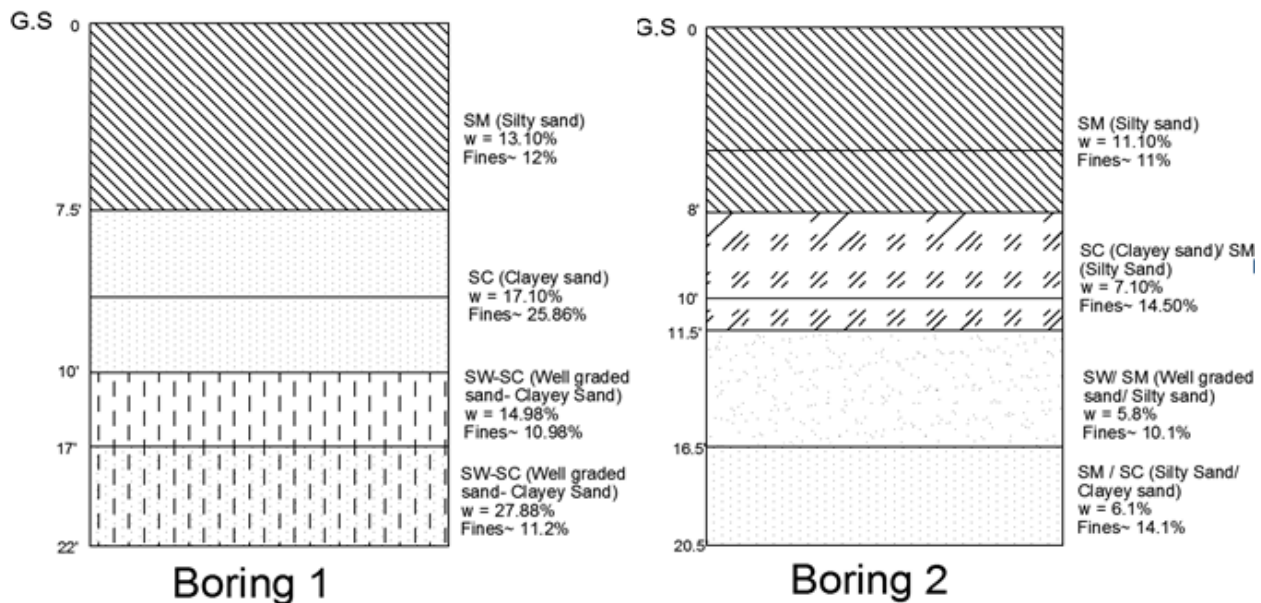 G.S
0
SM (Silty sand)
w = 13.10%
Fines~ 12%
7.5'
SC (Clayey sand)
w = 17.10%
Fines~ 25.86%
10'
SW-SC (Well graded
sand- Clayey Sand)
w = 14.98%
Fines~ 10.98%
17'
SW-SC (Well graded
sand- Clayey Sand)
w = 27.88%
Fines~ 11.2%
22'
Boring 1
G.S
0
SM (Silty sand)
w = 11.10%
Fines~ 11%
8'
SC (Clayey sand)/ SM
(Silty Sand)
w = 7.10%
Fines~ 14.50%
10'
11.5'
SW/ SM (Well graded
sand/ Silty sand)
w = 5.8%
Fines~ 10.1%
16.5'
SM / SC (Silty Sand/
Clayey sand)
w = 6.1%
Fines~ 14.1%
20.5'
Boring 2